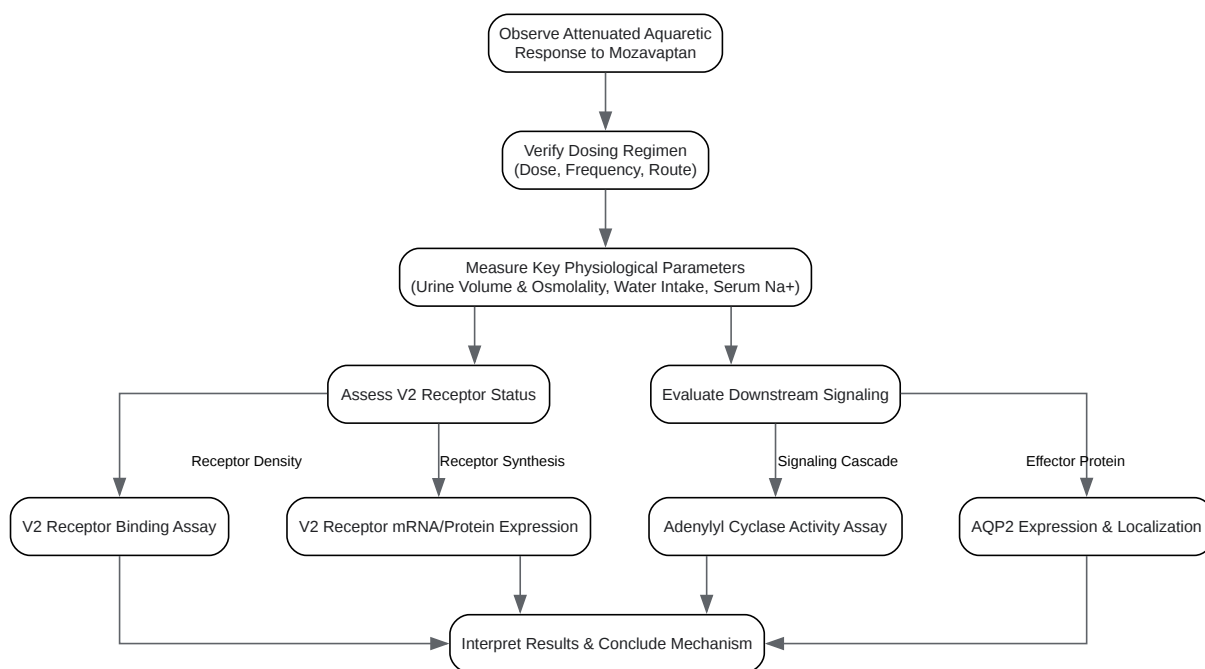 Observe Attenuated Aquaretic
Response to Mozavaptan
Verify Dosing Regimen
(Dose, Frequency, Route)
Measure Key Physiological Parameters
(Urine Volume & Osmolality, Water Intake, Serum Na+)
Assess V2 Receptor Status
Evaluate Downstream Signaling
Receptor Density
Receptor Synthesis
Signaling Cascade
Effector Protein
V2 Receptor Binding Assay
V2 Receptor mRNA/Protein Expression
Adenylyl Cyclase Activity Assay
AQP2 Expression & Localization
Interpret Results & Conclude Mechanism